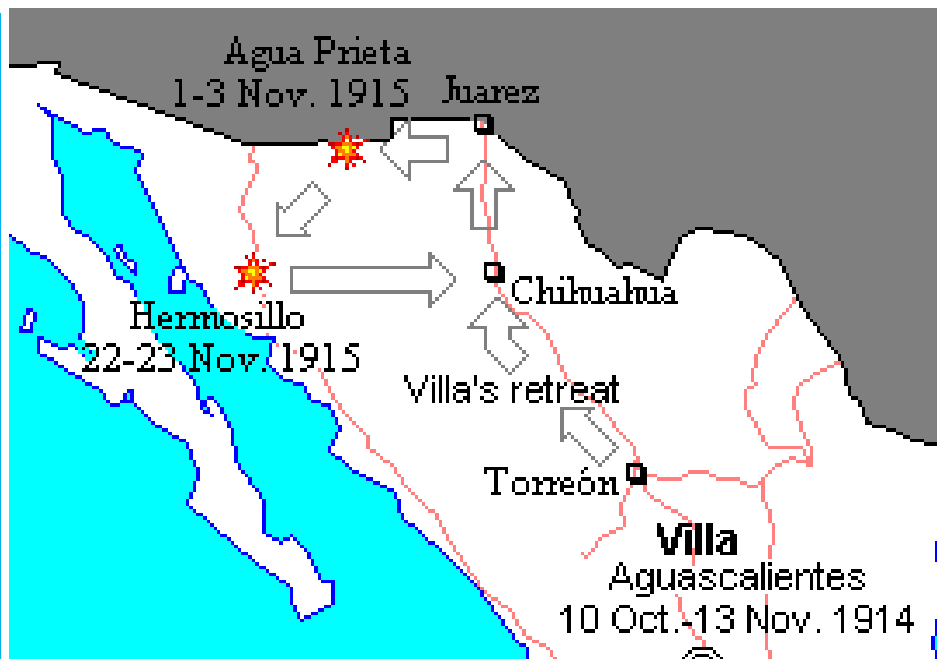 Agua Prieta
1-3 Nov. 1915
Juarez
Chihuahua
Hermosillo
22-23 Nov. 1915
Villa's retreat
Torreón
Villa
Aguascalientes
10 Oct.-13 Nov. 1914